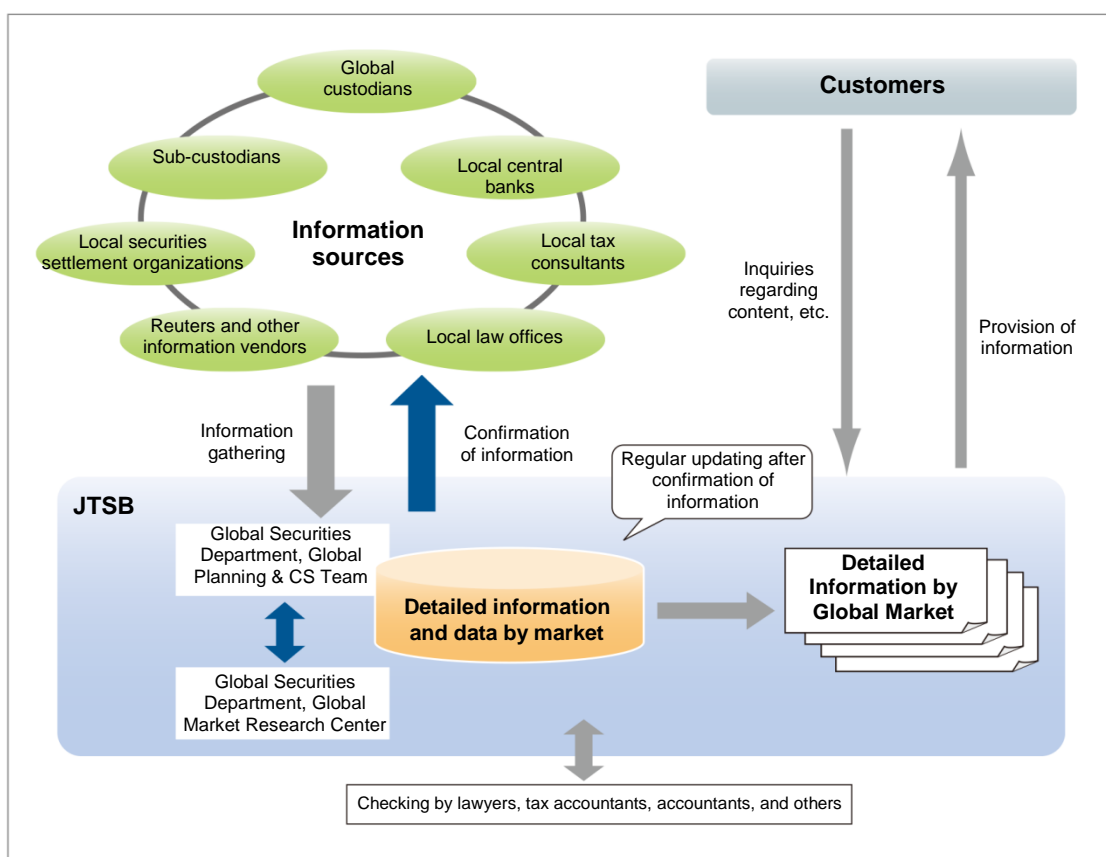 Global
custodians
Customers
Sub-custodians
Local central
banks
Information
sources
Local securities
settlement organizations
Local tax
consultants
Reuters and other
information vendors
Local law offices
Inquiries
regarding
content, etc.
Provision of
information
Information
gathering
Confirmation
of information
Regular updating after
confirmation of
information
JTSB
Global Securities
Department, Global
Planning & CS Team
Detailed information
and data by market
Detailed
Information by
Global Market
Global Securities
Department, Global
Market Research Center
Checking by lawyers, tax accountants, accountants, and others